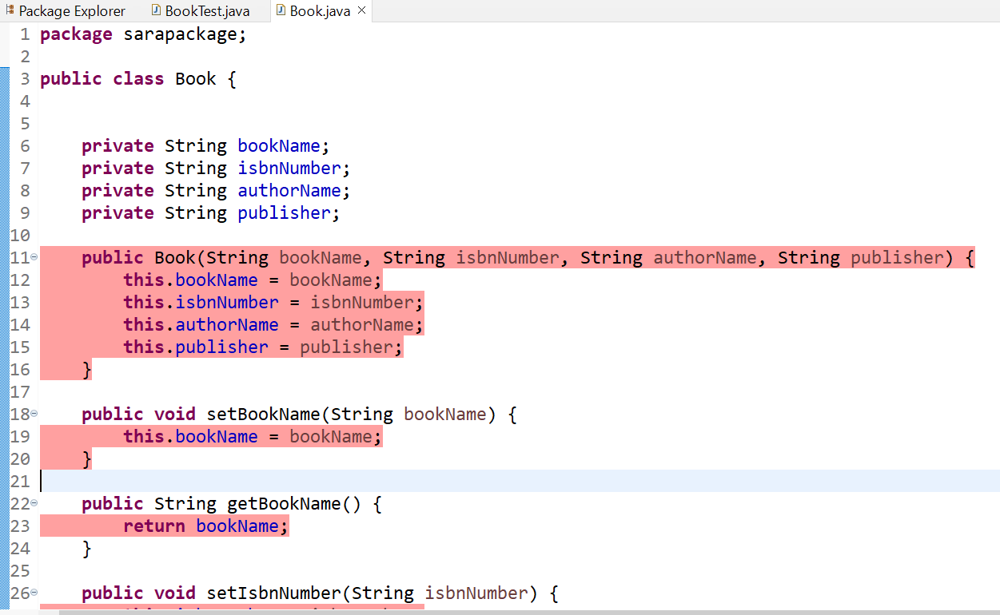 Package Explorer BookTest.java Book.java
1 package sarapackage;
2
3 public class Book {
4
5
6 private String bookName;
7 private String isbnNumber;
8 private String authorName;
9 private String publisher;
10
11 public Book(String bookName, String isbnNumber, String authorName, String publisher) {
12 this.bookName = bookName;
13 this.isbnNumber = isbnNumber;
14 this.authorName = authorName;
15 this.publisher = publisher;
16 }
17
18 public void setBookName(String bookName) {
19 this.bookName = bookName;
20 }
21
22 public String getBookName() {
23 return bookName;
24 }
25
26 public void setIsbnNumber(String isbnNumber) {